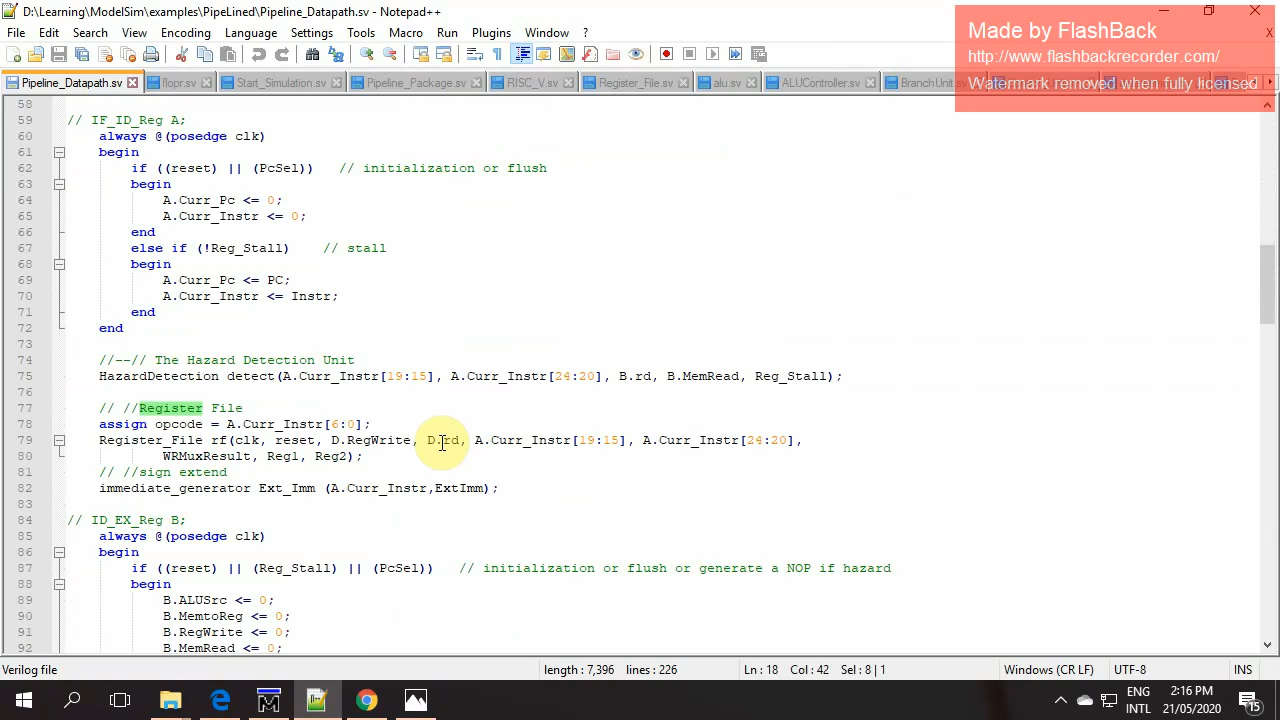 D:\Learning\ModelSim\examples\PipeLined\Pipeline_Datapath.sv - Notepad++
File Edit Search View Encoding Language Settings Tools Macro Run Plugins Window ?
Made by FlashBack
http://www.flashbackrecorder.com/
Watermark removed when fully licensed
Pipeline_Datapath.sv flopr.sv Start_Simulation.sv Pipeline_Package.sv RISC_V.sv Register_File.sv alu.sv ALUController.sv BranchUnit.sv
58
59 // IF_ID_Reg A;
60 always @(posedge clk)
61 begin
62 if ((reset) || (PcSel)) // initialization or flush
63 begin
64 A.Curr_Pc <= 0;
65 A.Curr_Instr <= 0;
66 end
67 else if (!Reg_Stall) // stall
68 begin
69 A.Curr_Pc <= PC;
70 A.Curr_Instr <= Instr;
71 end
72 end
73
74 //--// The Hazard Detection Unit
75 HazardDetection detect(A.Curr_Instr[19:15], A.Curr_Instr[24:20], B.rd, B.MemRead, Reg_Stall);
76
77 // //Register File
78 assign opcode = A.Curr_Instr[6:0];
79 Register_File rf(clk, reset, D.RegWrite, D.rd, A.Curr_Instr[19:15], A.Curr_Instr[24:20],
80 WRMuxResult, Reg1, Reg2);
81 // //sign extend
82 immediate_generator Ext_Imm (A.Curr_Instr,ExtImm);
83
84 // ID_EX_Reg B;
85 always @(posedge clk)
86 begin
87 if ((reset) || (Reg_Stall) || (PcSel)) // initialization or flush or generate a NOP if hazard
88 begin
89 B.ALUSrc <= 0;
90 B.MemtoReg <= 0;
91 B.RegWrite <= 0;
92 B.MemRead <= 0;
Verilog file length : 7,396 lines : 226 Ln : 18 Col : 42 Sel : 8 | 1 Windows (CR LF) UTF-8 INS
ENG
INTL
2:16 PM
21/05/2020
15